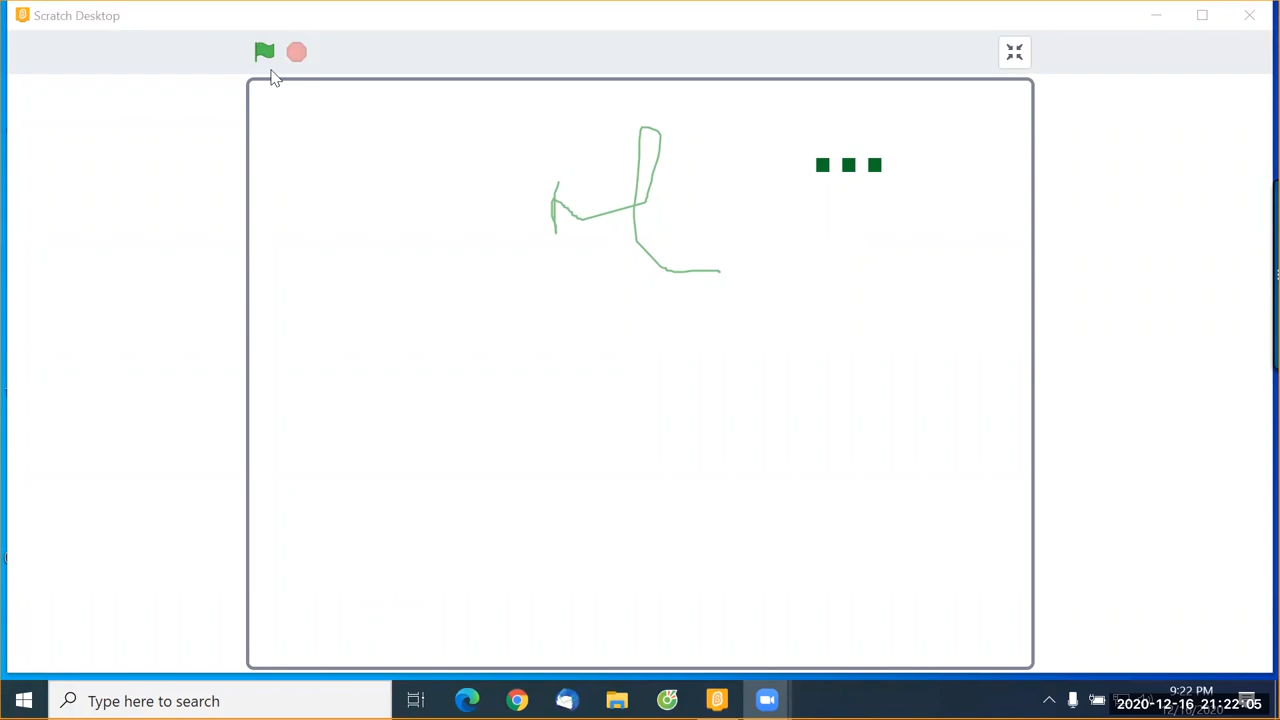 Scratch Desktop
Type here to search
9:22 PM
2020-12-16 21:22:05